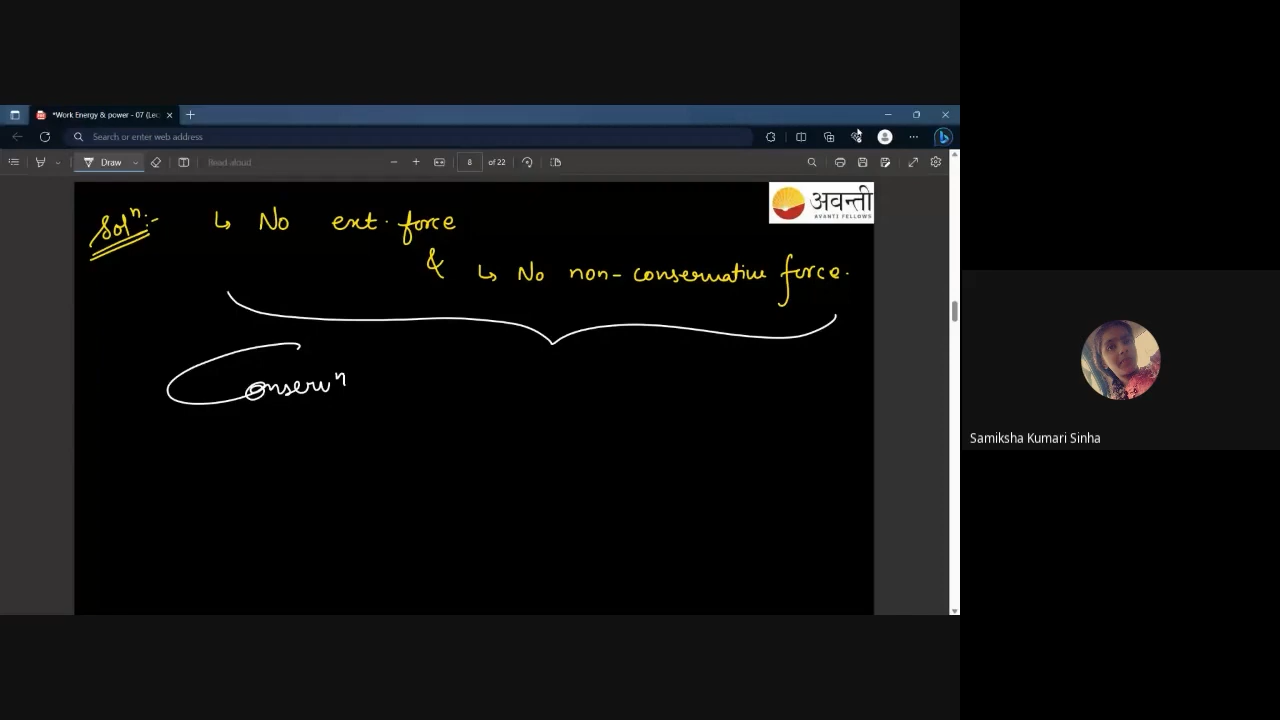 *Work Energy & power - 07 (Lec
Search or enter web address
Draw
Read aloud
8 of 22
Solⁿ:- ↳ No ext. force
& ↳ No non-conservative force.
Conservⁿ
अवन्ती
AVANTI FELLOWS
Samiksha Kumari Sinha